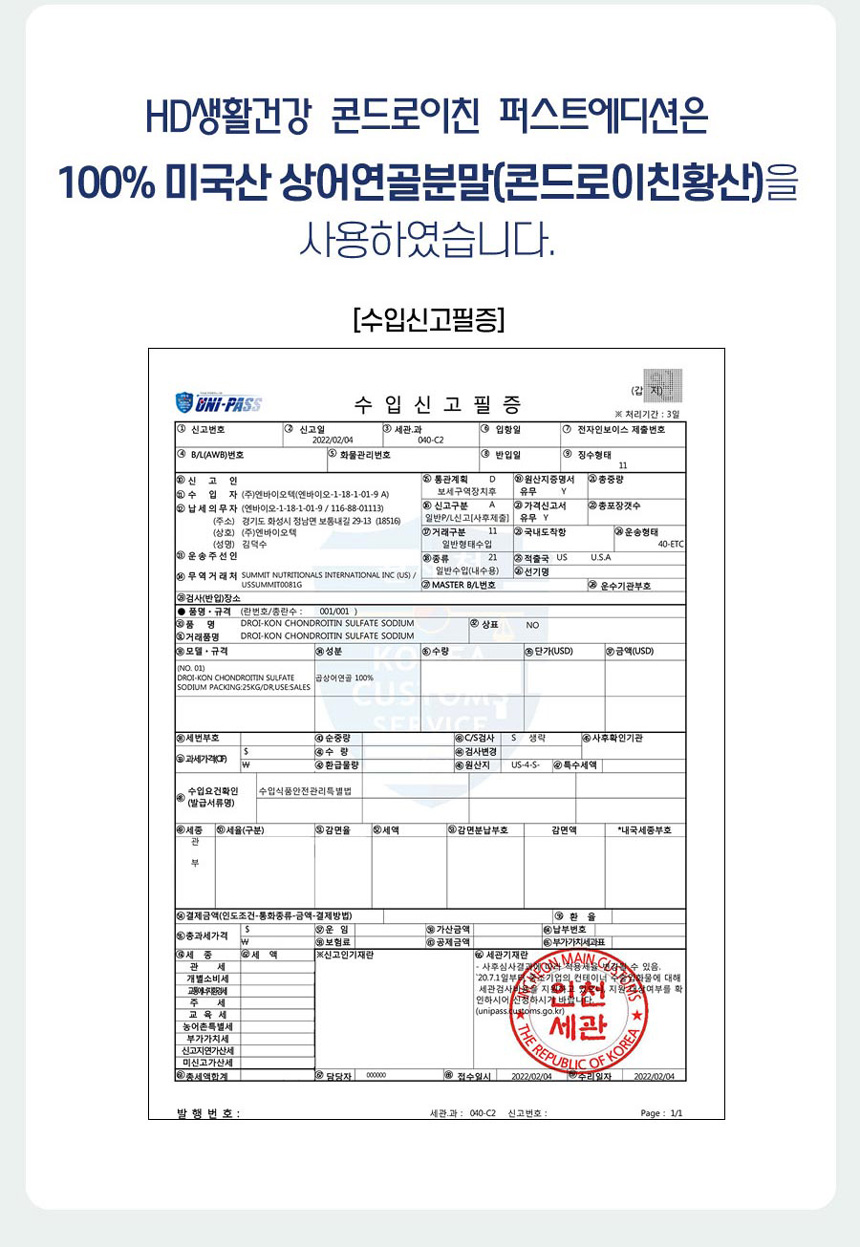 HD생활건강 콘드로이친 퍼스트에디션은
100% 미국산 상어연골분말(콘드로이친황산)을
사용하였습니다.
[수입신고필증]
UNI-PASS
수 입 신 고 필 증
(갑 지)
※ 처리기간 : 3일
① 신고번호 ② 신고일 ③ 세관.과 ⑥ 입항일 ⑦ 전자인보이스 제출번호
2022/02/04 040-C2
④ B/L(AWB)번호 ⑤ 화물관리번호 ⑧ 반입일 ⑨ 징수형태
11
⑩ 신 고 인
⑪ 수 입 자 (주)엔바이오텍(엔바이오-1-18-1-01-9 A)
⑫ 납세의무자 (엔바이오-1-18-1-01-9 / 116-88-01113)
(주소) 경기도 화성시 정남면 보통내길 29-13 (18516)
(상호) (주)엔바이오텍
(성명) 김덕수
⑬ 운송주선인
⑭ 무역거래처 SUMMIT NUTRITIONALS INTERNATIONAL INC (US) /
USSUMMIT0081G
⑮ 통관계획 D
보세구역장치후
⑯ 신고구분 A
일반P/L신고[사후제출]
⑰ 거래구분 11
일반형태수입
⑱ 종류 21
일반수입(내수용)
⑲ 원산지증명서
유무 Y
가격신고서
유무 Y
총중량
총포장갯수
국내도착항
운송형태
40-ETC
적출국 US U.S.A
선기명
MASTER B/L번호
운수기관부호
검사(반입)장소
● 품명·규격 (란번호/총란수 : 001/001 )
품 명 DROI-KON CHONDROITIN SULFATE SODIUM
거래품명 DROI-KON CHONDROITIN SULFATE SODIUM
상표 NO
모델·규격 성분 수량 단가(USD) 금액(USD)
(NO. 01)
DROI-KON CHONDROITIN SULFATE
SODIUM PACKING:25KG/DR,USE:SALES
곱상어연골 100%
KOREA
CUSTOMS
SERVICE
세번부호 순중량 C/S검사 S 생략 사후확인기관
과세가격(CIF) $ 수 량 검사변경
₩ 환급물량 원산지 US-4-S- 특수세액
수입요건확인
(발급서류명)
수입식품안전관리특별법
세종 세율(구분) 감면율 세액 감면분납부호 감면액 *내국세종부호
관
부
결제금액(인도조건-통화종류-금액-결제방법) 환 율
총과세가격 $ 운 임 가산금액 납부번호
₩ 보험료 공제금액 부가가치세과표
세 종 세 액 ※신고인기재란 세관기재란
관 세
개별소비세
교통에너지환경세
주 세
교 육 세
농어촌특별세
부가가치세
신고지연가산세
미신고가산세
- 사후심사결과에 따라 적용세율 변경될 수 있음.
'20.7.1일부터 중소기업의 컨테이너 수출입화물에 대해
세관검사비용을 지원하고 있으니 지원 대상여부를 확
인하시어 신청하시기 바랍니다.
(unipass.customs.go.kr)
INCHEON MAIN CUSTOMS
인천
세관
THE REPUBLIC OF KOREA
총세액합계 담당자 000000 접수일시 2022/02/04 수리일자 2022/02/04
발 행 번 호 : 세관.과 : 040-C2 신고번호 : Page : 1/1